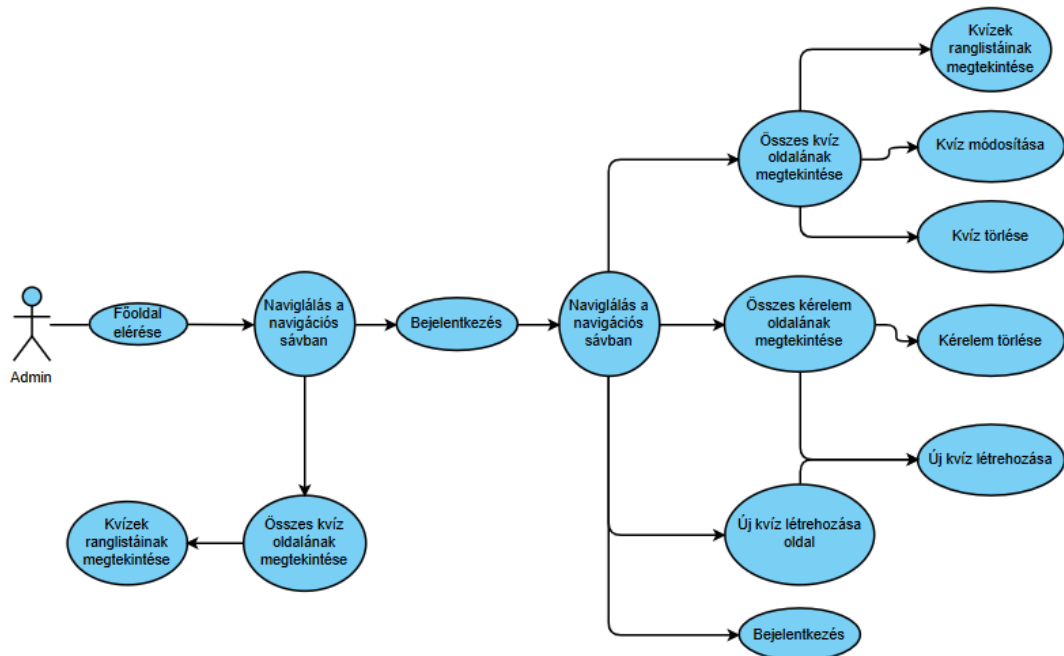 Kvízek
ranglistáinak
megtekintése
Összes kvíz
oldalának
megtekintése
Kvíz módosítása
Kvíz törlése
Admin
Főoldal
elérése
Naviglálás a
navigációs
sávban
Bejelentkezés
Naviglálás a
navigációs
sávban
Összes kérelem
oldalának
megtekintése
Kérelem törlése
Új kvíz létrehozása
Kvízek
ranglistáinak
megtekintése
Összes kvíz
oldalának
megtekintése
Új kvíz létrehozása
oldal
Bejelentkezés